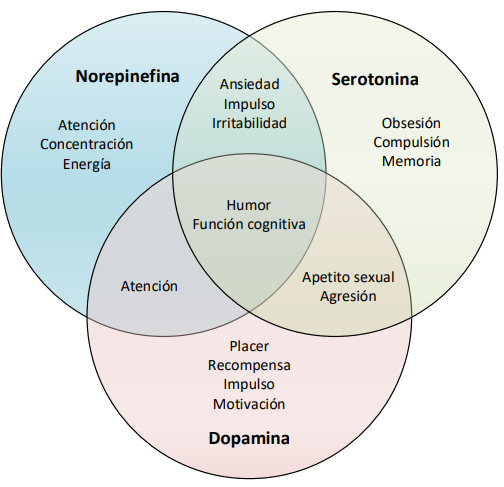 Norepinefina
Atención
Concentración
Energía
Ansiedad
Impulso
Irritabilidad
Serotonina
Obsesión
Compulsión
Memoria
Humor
Función cognitiva
Atención
Apetito sexual
Agresión
Placer
Recompensa
Impulso
Motivación
Dopamina